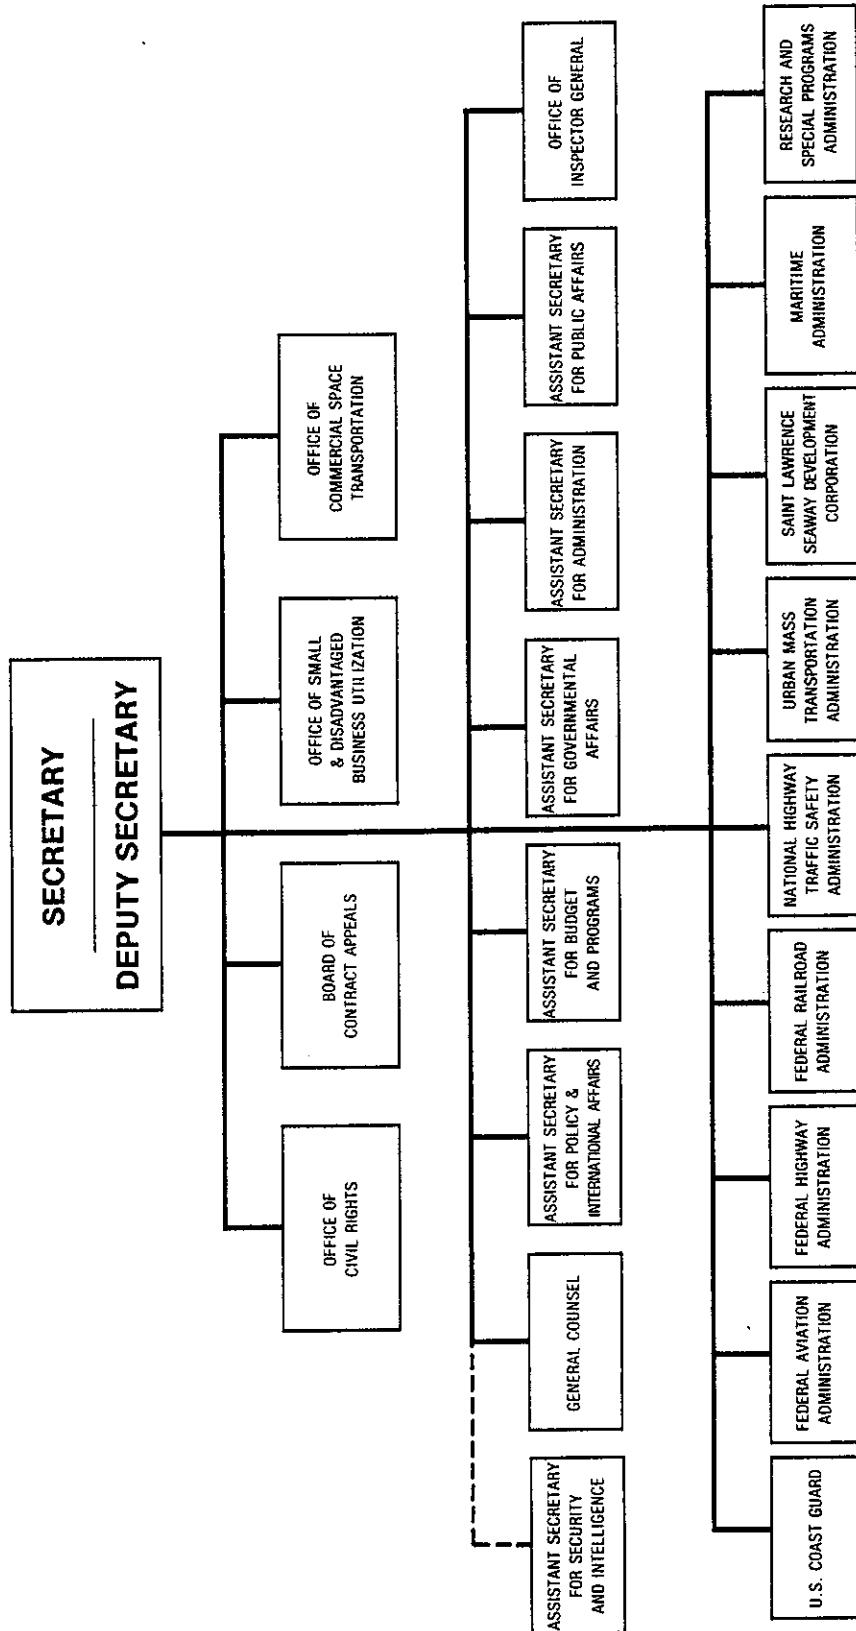 SECRETARY
DEPUTY SECRETARY
OFFICE OF
CIVIL RIGHTS
BOARD OF
CONTRACT APPEALS
OFFICE OF SMALL
& DISADVANTAGED
BUSINESS UTILIZATION
OFFICE OF
COMMERCIAL SPACE
TRANSPORTATION
ASSISTANT SECRETARY
FOR SECURITY
AND INTELLIGENCE
GENERAL COUNSEL
ASSISTANT SECRETARY
FOR POLICY &
INTERNATIONAL AFFAIRS
ASSISTANT SECRETARY
FOR BUDGET
AND PROGRAMS
ASSISTANT SECRETARY
FOR GOVERNMENTAL
AFFAIRS
ASSISTANT SECRETARY
FOR ADMINISTRATION
ASSISTANT SECRETARY
FOR PUBLIC AFFAIRS
OFFICE OF
INSPECTOR GENERAL
U.S. COAST GUARD
FEDERAL AVIATION
ADMINISTRATION
FEDERAL HIGHWAY
ADMINISTRATION
FEDERAL RAILROAD
ADMINISTRATION
NATIONAL HIGHWAY
TRAFFIC SAFETY
ADMINISTRATION
URBAN MASS
TRANSPORTATION
ADMINISTRATION
SAINT LAWRENCE
SEAWAY DEVELOPMENT
CORPORATION
MARITIME
ADMINISTRATION
RESEARCH AND
SPECIAL PROGRAMS
ADMINISTRATION